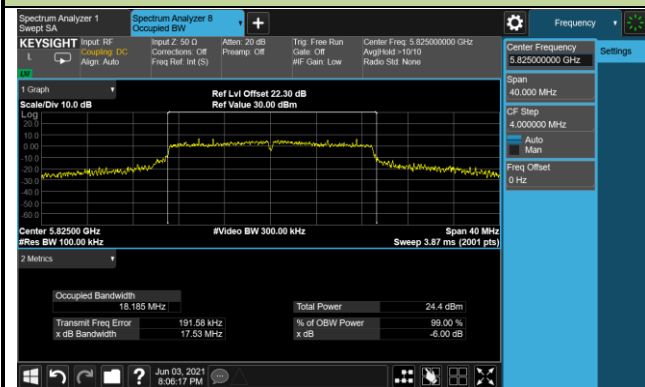 Spectrum Analyzer 1
Swept SA
Spectrum Analyzer 8
Occupied BW
+
Frequency
KEYSIGHT
L
Input: RF
Coupling: DC
Align: Auto
Input Z: 50 Ω
Corrections: Off
Freq Ref: Int (S)
Atten: 20 dB
Preamp: Off
Trig: Free Run
Gate: Off
#IF Gain: Low
Center Freq: 5.825000000 GHz
Avg|Hold:>10/10
Radio Std: None
Center Frequency
5.825000000 GHz
Settings
Span
40.000 MHz
CF Step
4.000000 MHz
Auto
Man
Freq Offset
0 Hz
1 Graph
Scale/Div 10.0 dB
Ref Lvl Offset 22.30 dB
Ref Value 30.00 dBm
Log
20.0
10.0
0.00
-10.0
-20.0
-30.0
-40.0
-50.0
-60.0
Center 5.82500 GHz
#Res BW 100.00 kHz
#Video BW 300.00 kHz
Span 40 MHz
Sweep 3.87 ms (2001 pts)
2 Metrics
Occupied Bandwidth
18.185 MHz
Total Power 24.4 dBm
Transmit Freq Error 191.58 kHz
% of OBW Power 99.00 %
x dB Bandwidth 17.53 MHz
x dB -6.00 dB
?
Jun 03, 2021
8:06:17 PM